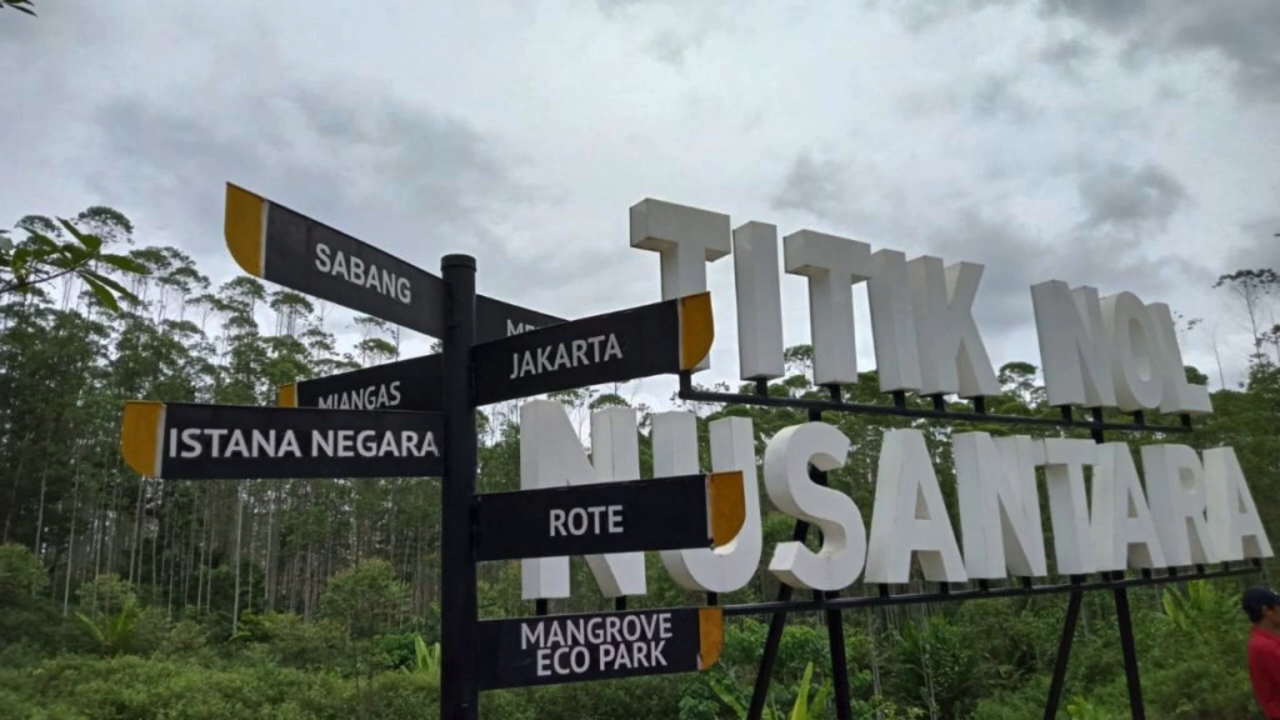 TITIK NOL
NUSANTARA
SABANG
JAKARTA
MIANGAS
ISTANA NEGARA
ROTE
MANGROVE
ECO PARK